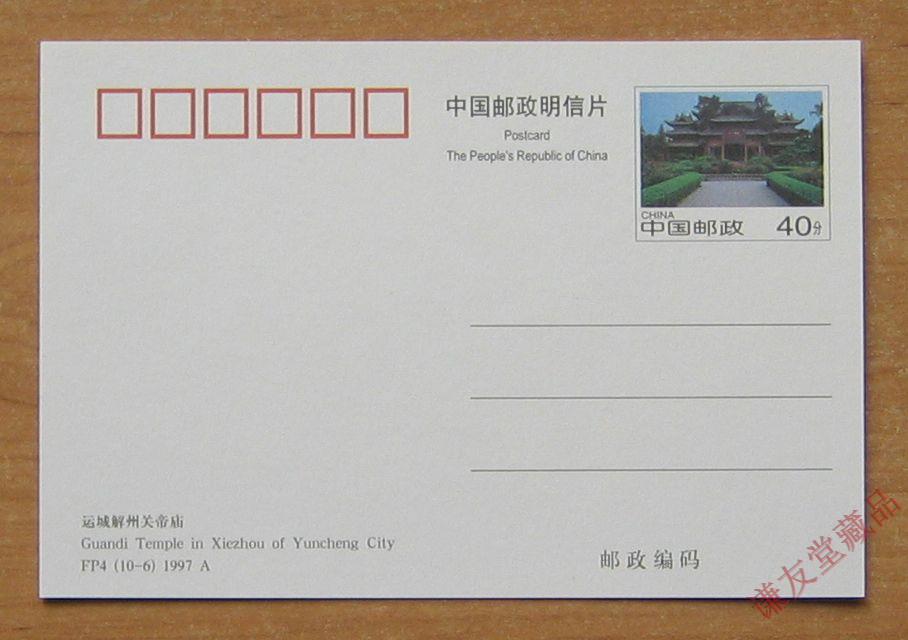 中国邮政明信片
Postcard
The People's Republic of China
CHINA
中国邮政 40分
运城解州关帝庙
Guandi Temple in Xiezhou of Yuncheng City
FP4 (10-6) 1997 A
邮政编码
谦友堂藏品